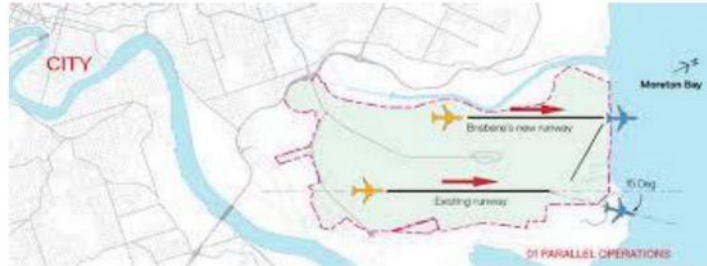 CITY
Moreton Bay
Brisbane's new runway
Existing runway
15 Deg
01 PARALLEL OPERATIONS